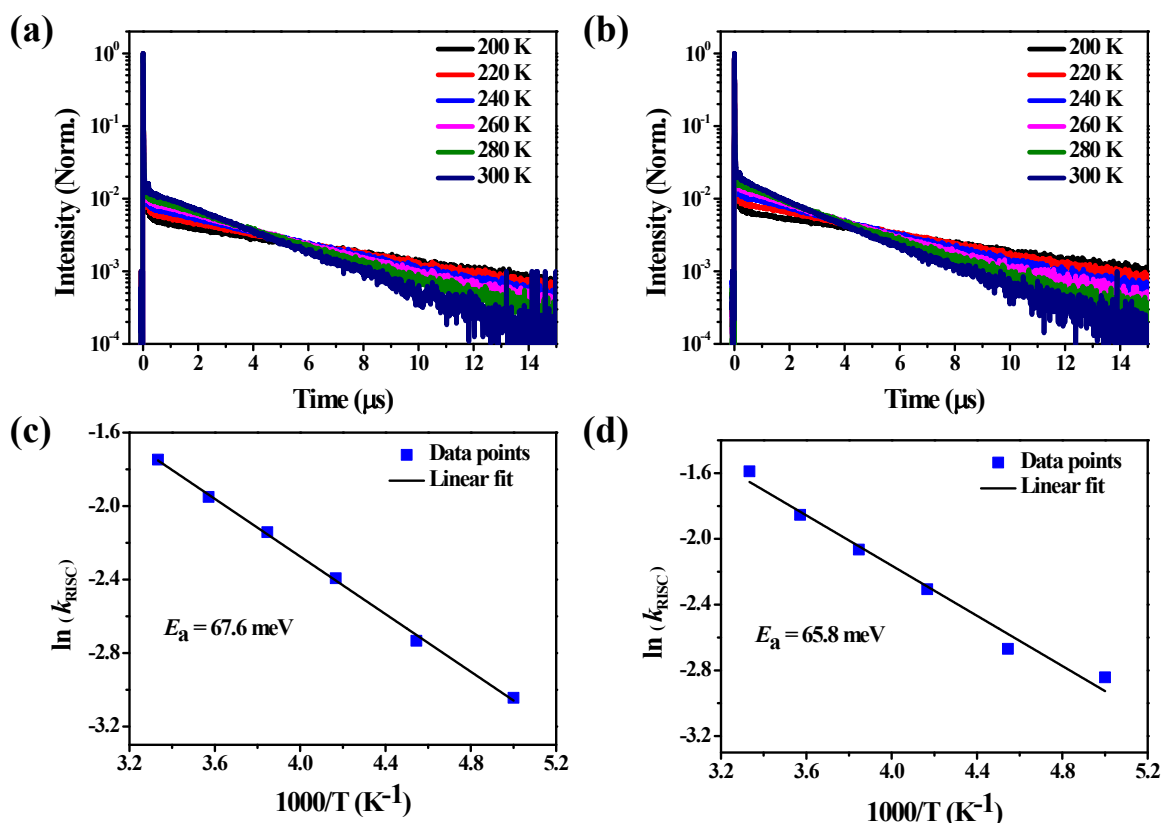 (a)
10⁰
10⁻¹
10⁻²
10⁻³
10⁻⁴
Intensity (Norm.)
200 K
220 K
240 K
260 K
280 K
300 K
0 2 4 6 8 10 12 14
Time (μs)
(b)
10⁰
10⁻¹
10⁻²
10⁻³
10⁻⁴
Intensity (Norm.)
200 K
220 K
240 K
260 K
280 K
300 K
0 2 4 6 8 10 12 14
Time (μs)
(c)
-1.6
-2.0
-2.4
-2.8
-3.2
ln (k_RISC)
Data points
Linear fit
E_a = 67.6 meV
3.2 3.6 4.0 4.4 4.8 5.2
1000/T (K⁻¹)
(d)
-1.6
-2.0
-2.4
-2.8
-3.2
ln (k_RISC)
Data points
Linear fit
E_a = 65.8 meV
3.2 3.6 4.0 4.4 4.8 5.2
1000/T (K⁻¹)